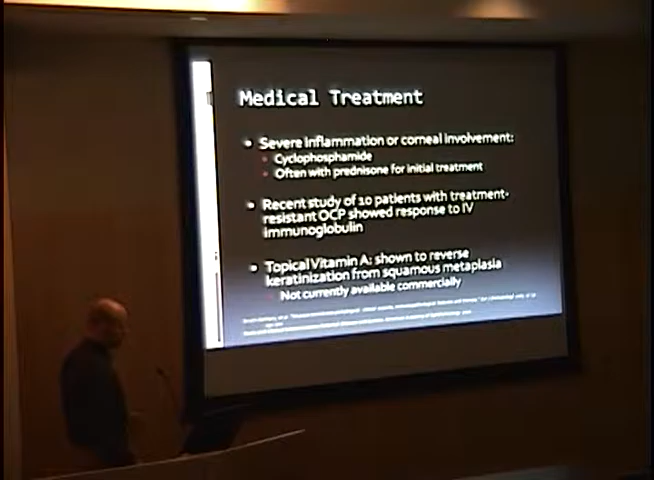 Medical Treatment
• Severe inflammation or corneal involvement:
• Cyclophosphamide
• Often with prednisone for initial treatment
• Recent study of 10 patients with treatment-
resistant OCP showed response to IV
immunoglobulin
• Topical Vitamin A: shown to reverse
keratinization from squamous metaplasia
• Not currently available commercially